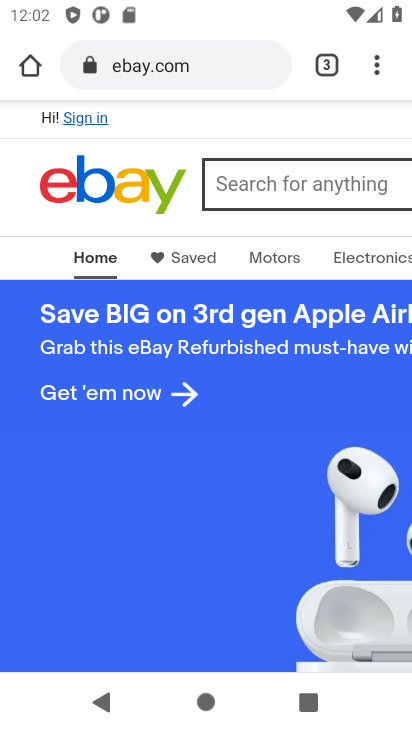 12:02
ebay.com
3
Hi! Sign in
ebay
Search for anything
Home
Saved
Motors
Electronics
Save BIG on 3rd gen Apple Air
Grab this eBay Refurbished must-have wi
Get 'em now
L